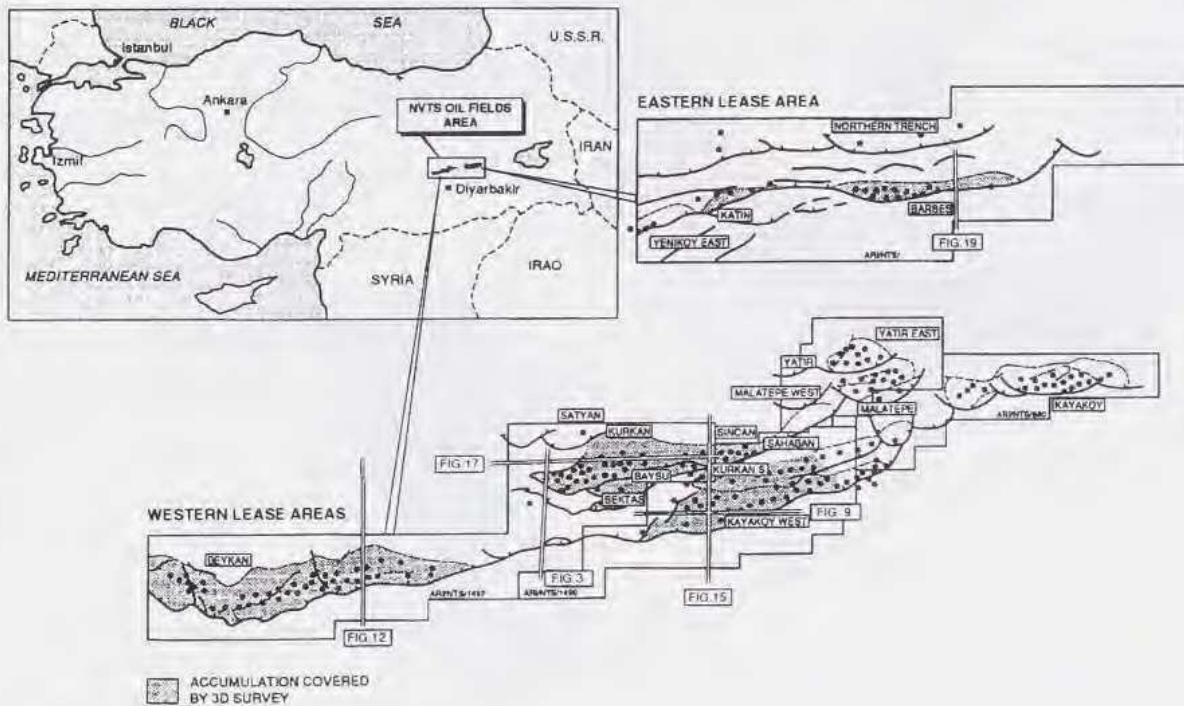 BLACK SEA
U.S.S.R.
Istanbul
Ankara
NVTS OIL FIELDS
AREA
IRAN
Izmir
Diyarbakir
MEDITERRANEAN SEA
SYRIA
IRAQ
EASTERN LEASE AREA
NORTHERN TRENCH
KATIN
BARBES
YENIKOY EAST
FIG.19
YATIR EAST
YATIR
MALATEPE WEST
MALATEPE
KAYAKOY
SATYAN
KURKAN
SINCAN
SAHABAN
FIG.17
BAYSU
KURKAN S.
BEKTAS
FIG. 9
KAYAKOY WEST
WESTERN LEASE AREAS
BEYKAN
FIG.3
FIG.15
FIG.12
ACCUMULATION COVERED
BY 3D SURVEY